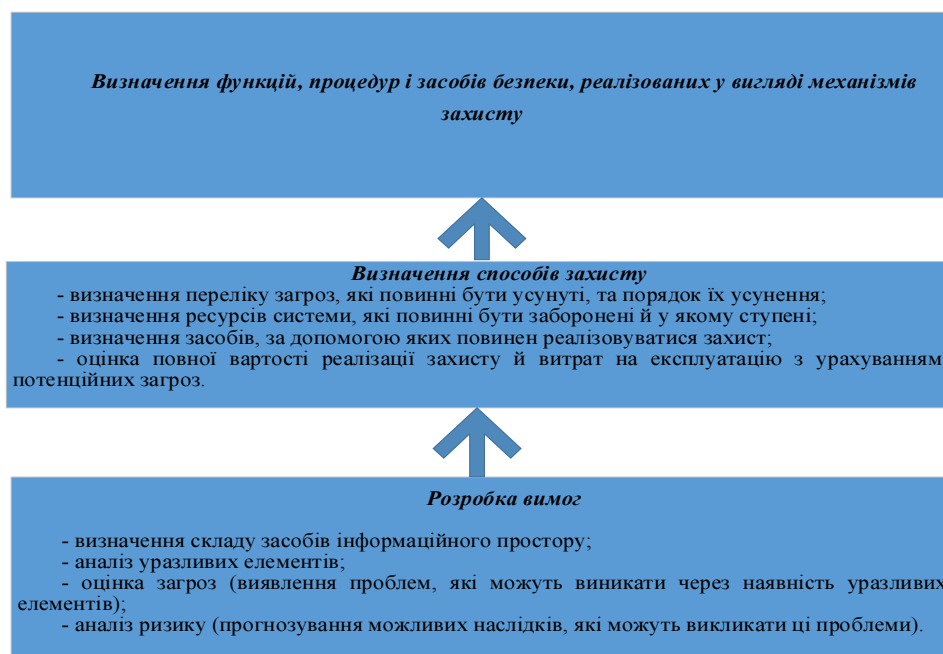 Визначення функцій, процедур і засобів безпеки, реалізованих у вигляді механізмів
захисту
Визначення способів захисту
- визначення переліку загроз, які повинні бути усунуті, та порядок їх усунення;
- визначення ресурсів системи, які повинні бути заборонені й у якому ступені;
- визначення засобів, за допомогою яких повинен реалізовуватися захист;
- оцінка повної вартості реалізації захисту й витрат на експлуатацію з урахуванням
потенційних загроз.
Розробка вимог
- визначення складу засобів інформаційного простору;
- аналіз уразливих елементів;
- оцінка загроз (виявлення проблем, які можуть виникати через наявність уразливих
елементів);
- аналіз ризику (прогнозування можливих наслідків, які можуть викликати ці проблеми).